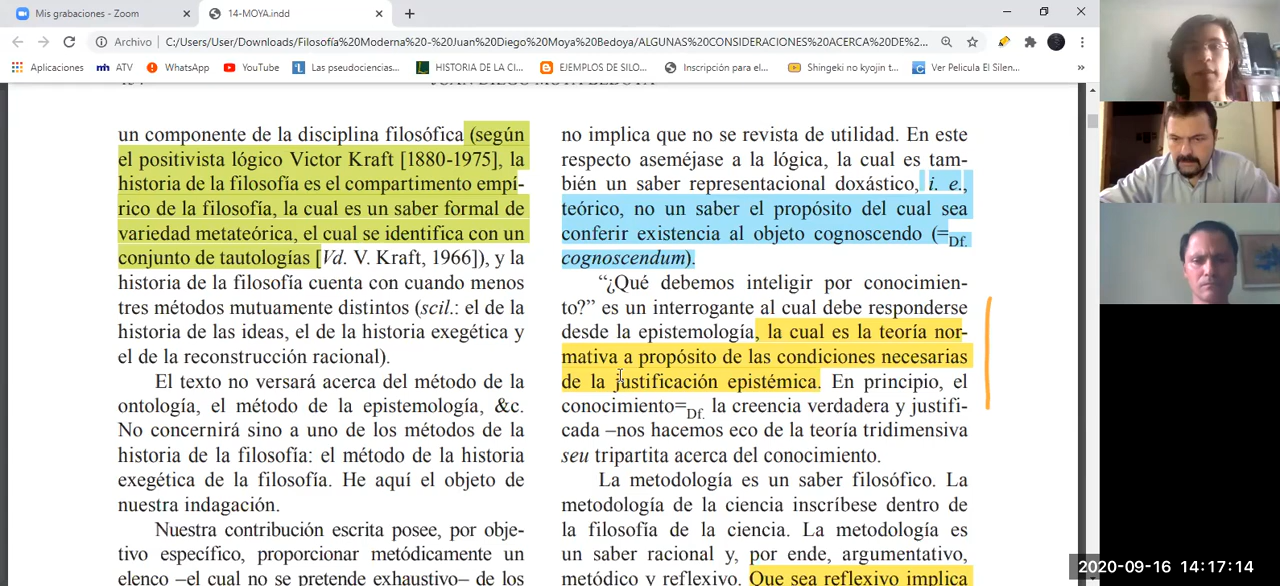 Mis grabaciones - Zoom
14-MOYA.indd
Archivo
C:/Users/User/Downloads/Filosofía%20Moderna%20-%20Juan%20Diego%20Moya%20Bedoya/ALGUNAS%20CONSIDERACIONES%20ACERCA%20DE%...
Aplicaciones
ATV
WhatsApp
YouTube
Las pseudociencias...
HISTORIA DE LA CI...
EJEMPLOS DE SILO...
Inscripción para el...
Shingeki no kyojin t...
Ver Pelicula El Silen...
»
JUAN DIEGO MOYA BEDOYA
un componente de la disciplina filosófica (según
el positivista lógico Victor Kraft [1880-1975], la
historia de la filosofía es el compartimento empí-
rico de la filosofía, la cual es un saber formal de
variedad metateórica, el cual se identifica con un
conjunto de tautologías [Vd. V. Kraft, 1966]), y la
historia de la filosofía cuenta con cuando menos
tres métodos mutuamente distintos (scil.: el de la
historia de las ideas, el de la historia exegética y
el de la reconstrucción racional).
El texto no versará acerca del método de la
ontología, el método de la epistemología, &c.
No concernirá sino a uno de los métodos de la
historia de la filosofía: el método de la historia
exegética de la filosofía. He aquí el objeto de
nuestra indagación.
Nuestra contribución escrita posee, por obje-
tivo específico, proporcionar metódicamente un
elenco –el cual no se pretende exhaustivo– de los
no implica que no se revista de utilidad. En este
respecto aseméjase a la lógica, la cual es tam-
bién un saber representacional doxástico, i. e.,
teórico, no un saber el propósito del cual sea
conferir existencia al objeto cognoscendo (=Df.
cognoscendum).
“¿Qué debemos inteligir por conocimien-
to?” es un interrogante al cual debe responderse
desde la epistemología, la cual es la teoría nor-
mativa a propósito de las condiciones necesarias
de la justificación epistémica. En principio, el
conocimiento=Df. la creencia verdadera y justifi-
cada –nos hacemos eco de la teoría tridimensiva
seu tripartita acerca del conocimiento.
La metodología es un saber filosófico. La
metodología de la ciencia inscríbese dentro de
la filosofía de la ciencia. La metodología es
un saber racional y, por ende, argumentativo,
metódico y reflexivo. Que sea reflexivo implica
2020-09-16 14:17:14